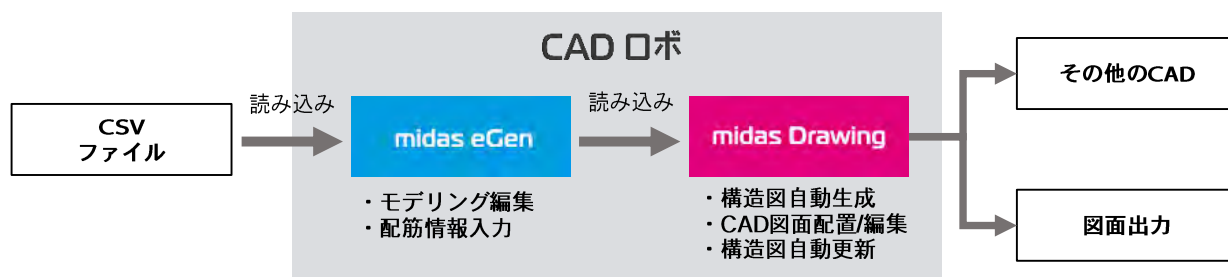 CAD ロボ
CSV
ファイル
読み込み
midas eGen
・モデリング編集
・配筋情報入力
読み込み
midas Drawing
・構造図自動生成
・CAD図面配置/編集
・構造図自動更新
その他のCAD
図面出力